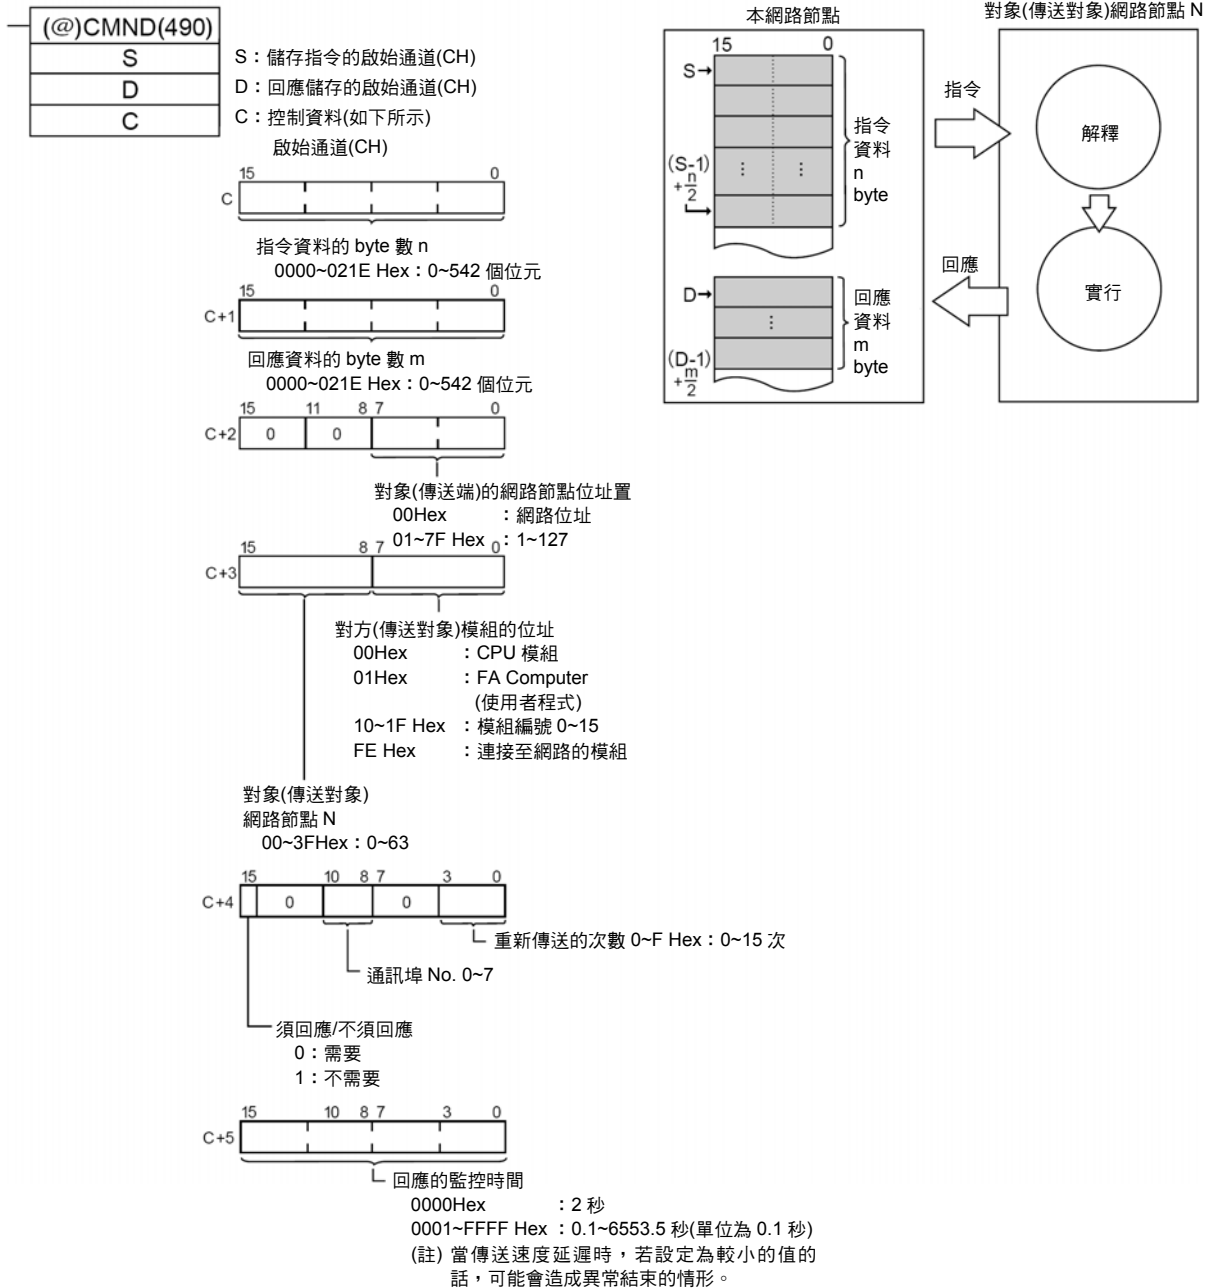 (@)CMND(490)
S
D
C
S：儲存指令的啟始通道(CH)
D：回應儲存的啟始通道(CH)
C：控制資料(如下所示)
啟始通道(CH)
15 0
C
指令資料的 byte 數 n
0000~021E Hex：0~542 個位元
15 0
C+1
回應資料的 byte 數 m
0000~021E Hex：0~542 個位元
15 11 8 7 0
C+2 0 0
對象(傳送端)的網路節點位址置
00Hex ：網路位址
01~7F Hex ：1~127
15 8 7 0
C+3
對方(傳送對象)模組的位址
00Hex ：CPU 模組
01Hex ：FA Computer
(使用者程式)
10~1F Hex ：模組編號 0~15
FE Hex ：連接至網路的模組
對象(傳送對象)
網路節點 N
00~3FHex：0~63
15 10 8 7 3 0
C+4 0 0
重新傳送的次數 0~F Hex：0~15 次
通訊埠 No. 0~7
須回應/不須回應
0：需要
1：不需要
15 10 8 7 3 0
C+5
回應的監控時間
0000Hex ：2 秒
0001~FFFF Hex ：0.1~6553.5 秒(單位為 0.1 秒)
(註) 當傳送速度延遲時，若設定為較小的值的
話，可能會造成異常結束的情形。
本網路節點
15 0
S
(S-1)
+n/2
指令
資料
n
byte
D
(D-1)
+m/2
回應
資料
m
byte
指令
回應
對象(傳送對象)網路節點 N
解釋
實行